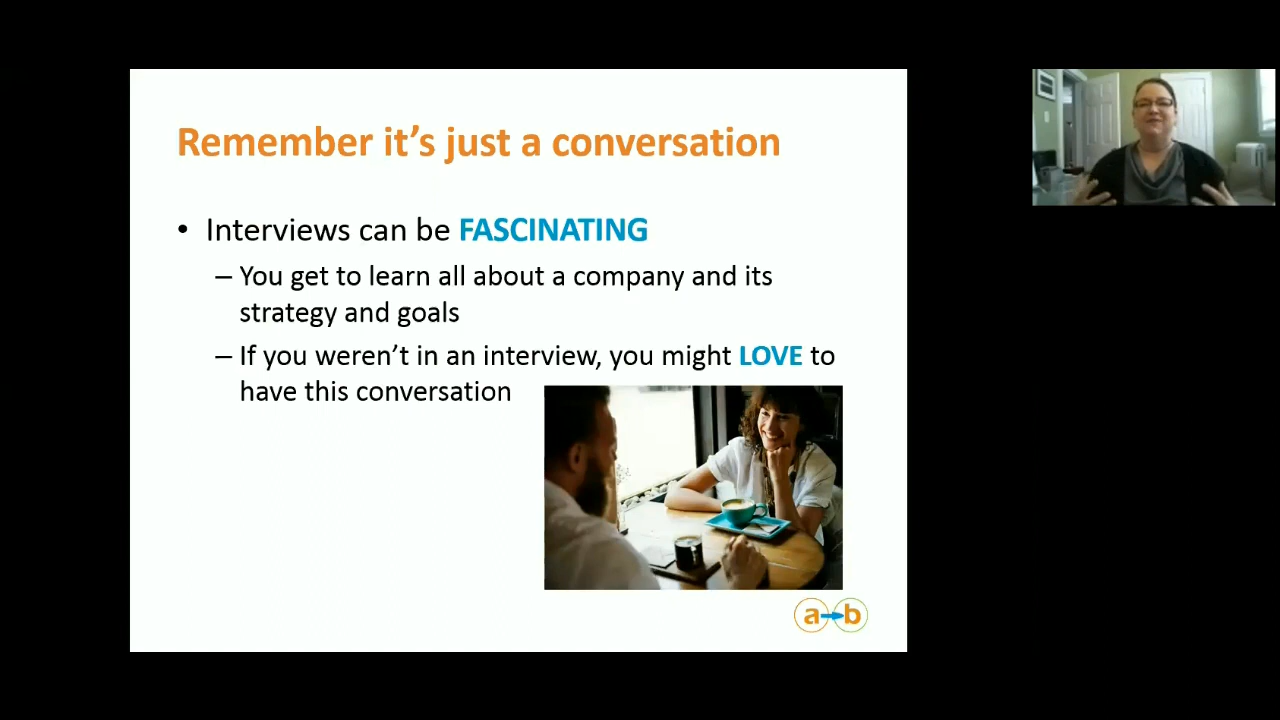 Remember it's just a conversation
• Interviews can be FASCINATING
– You get to learn all about a company and its
strategy and goals
– If you weren't in an interview, you might LOVE to
have this conversation
a b